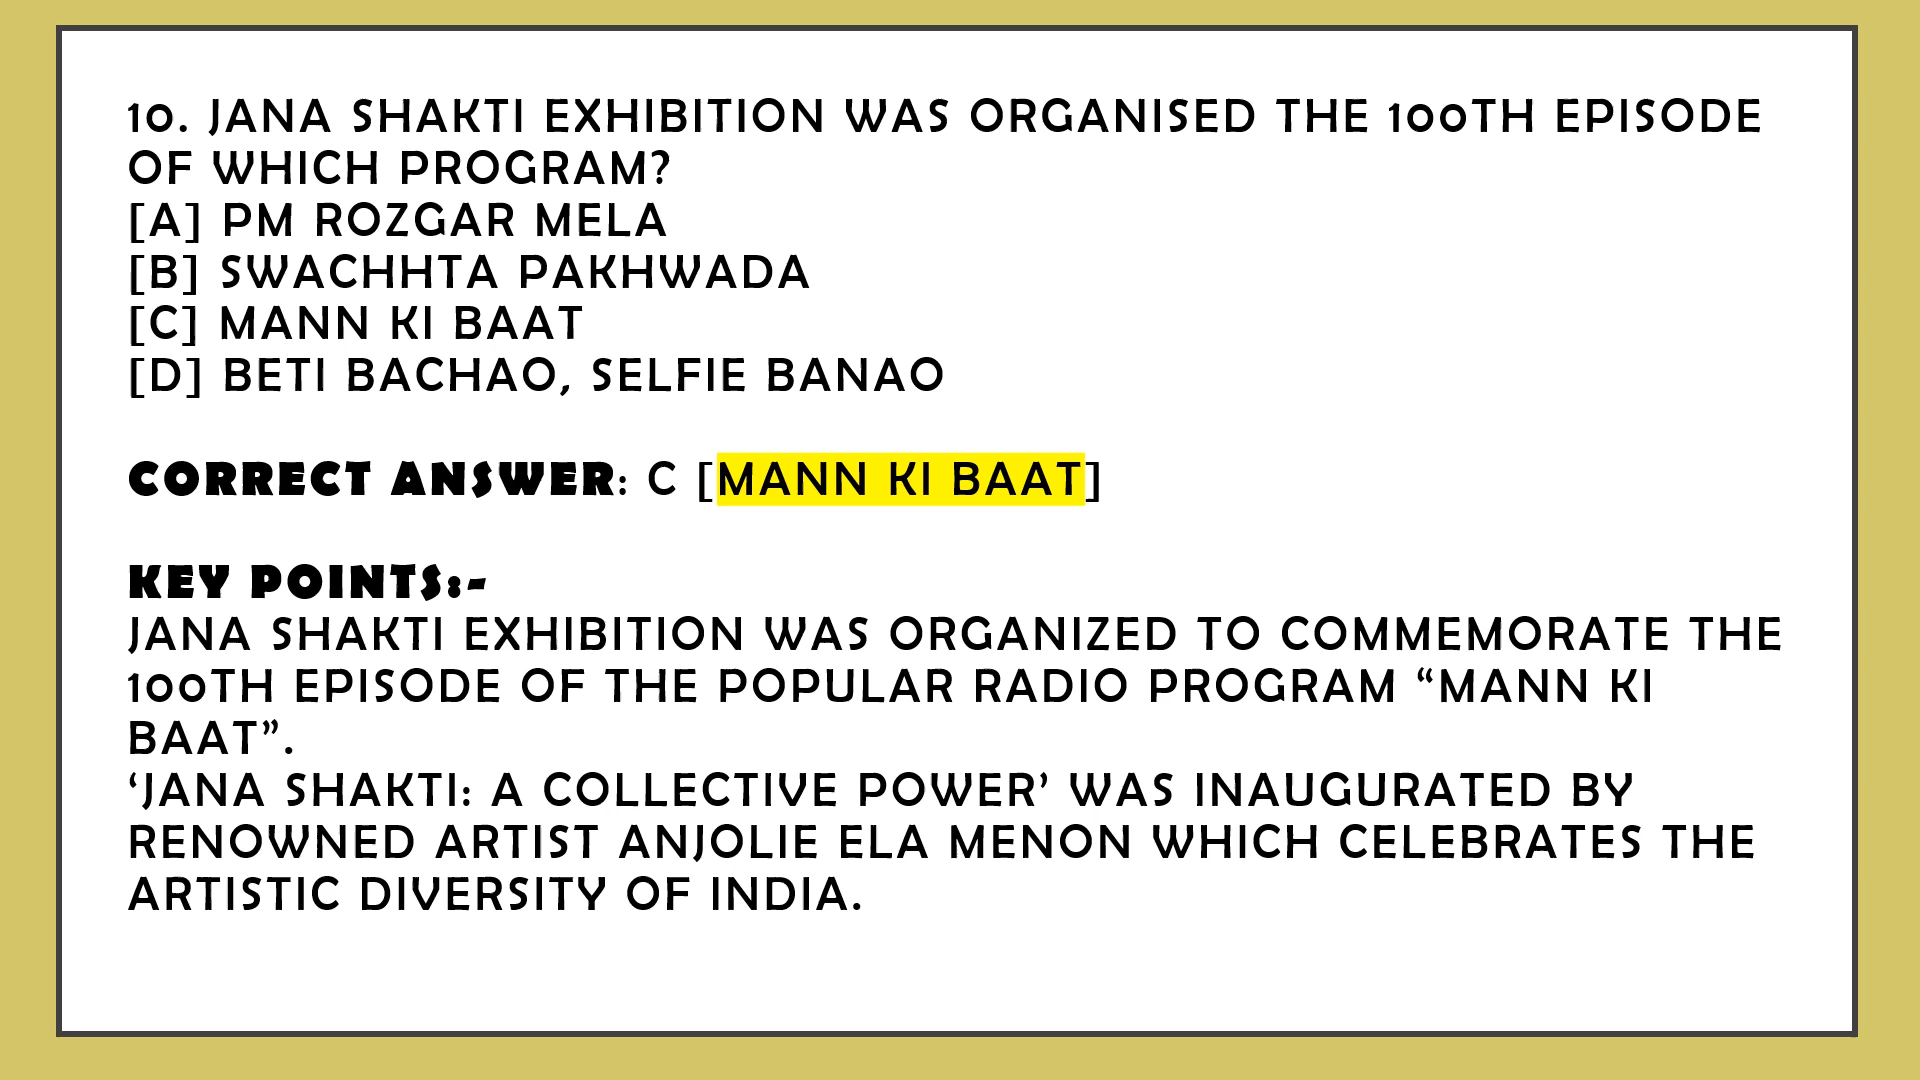 10. JANA SHAKTI EXHIBITION WAS ORGANISED THE 100TH EPISODE
OF WHICH PROGRAM?
[A] PM ROZGAR MELA
[B] SWACHHTA PAKHWADA
[C] MANN KI BAAT
[D] BETI BACHAO, SELFIE BANAO
CORRECT ANSWER: C [MANN KI BAAT]
KEY POINTS:-
JANA SHAKTI EXHIBITION WAS ORGANIZED TO COMMEMORATE THE
100TH EPISODE OF THE POPULAR RADIO PROGRAM “MANN KI
BAAT”.
‘JANA SHAKTI: A COLLECTIVE POWER’ WAS INAUGURATED BY
RENOWNED ARTIST ANJOLIE ELA MENON WHICH CELEBRATES THE
ARTISTIC DIVERSITY OF INDIA.